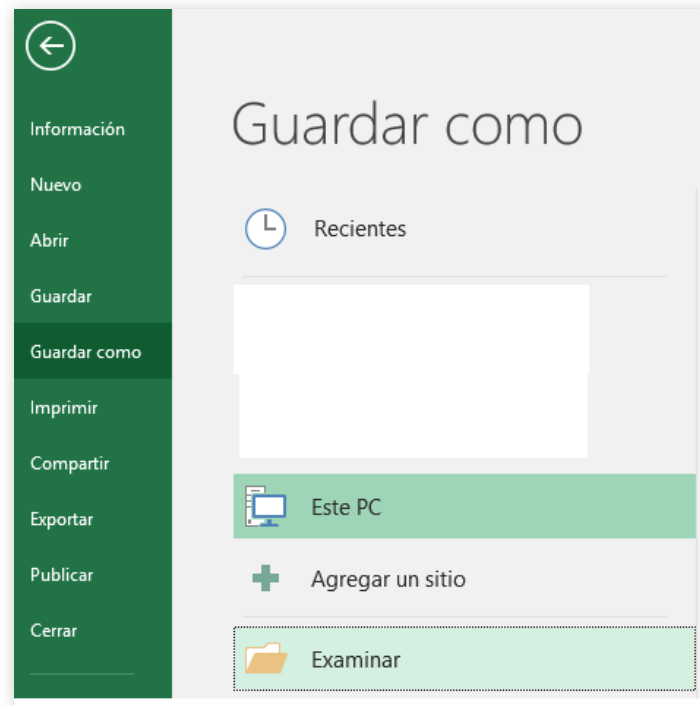 Información
Nuevo
Abrir
Guardar
Guardar como
Imprimir
Compartir
Exportar
Publicar
Cerrar
Guardar como
Recientes
Este PC
Agregar un sitio
Examinar